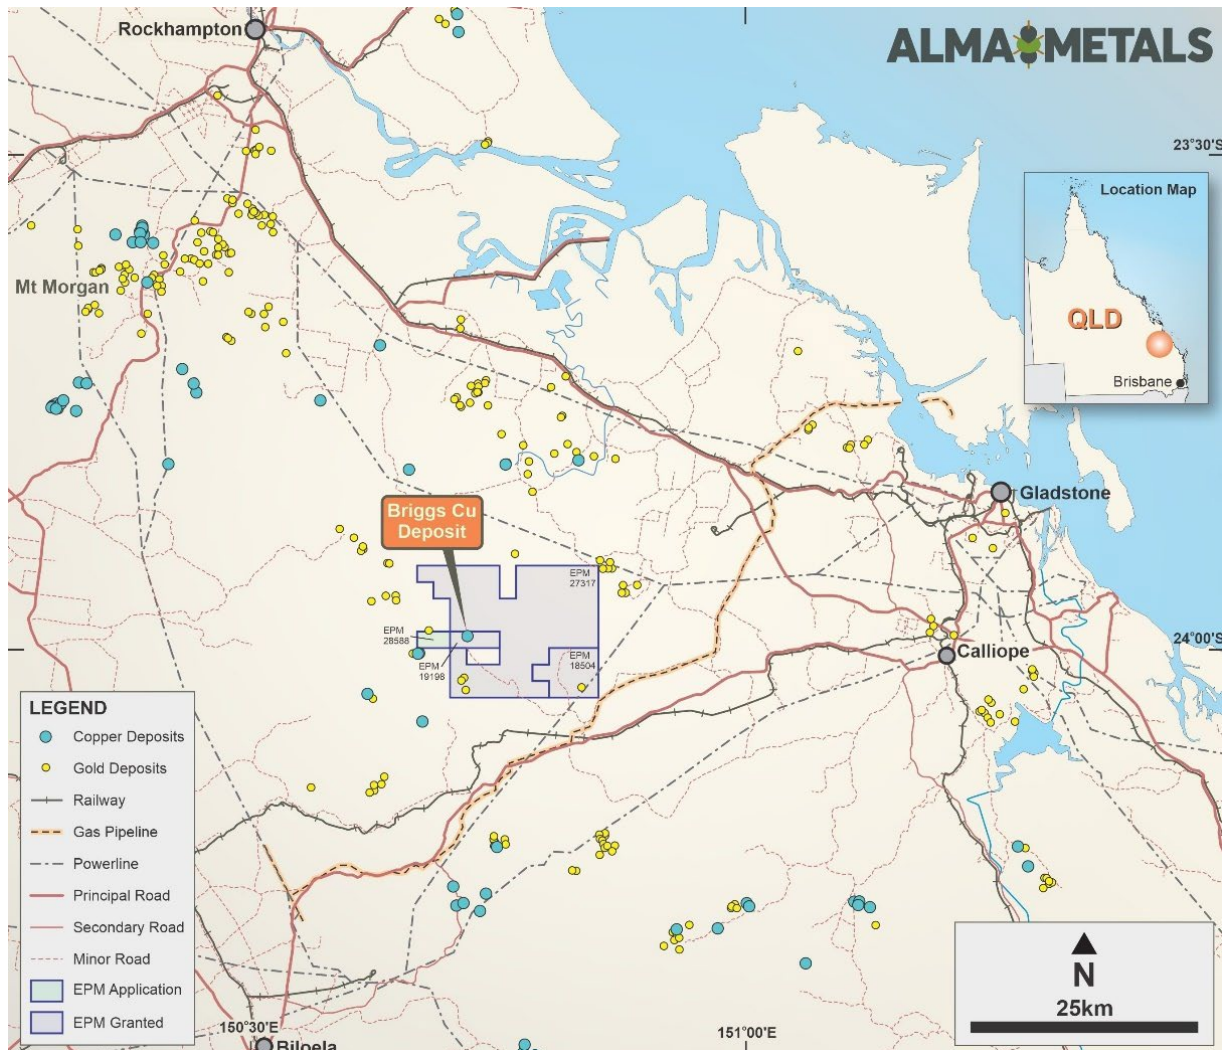 Rockhampton
ALMA METALS
23°30'S
Location Map
QLD
Brisbane
Mt Morgan
Gladstone
Briggs Cu
Deposit
EPM
27317
EPM
28588
EPM
19198
EPM
18504
24°00'S
Calliope
LEGEND
Copper Deposits
Gold Deposits
Railway
Gas Pipeline
Powerline
Principal Road
Secondary Road
Minor Road
EPM Application
EPM Granted
N
25km
150°30'E
151°00'E
Biloela